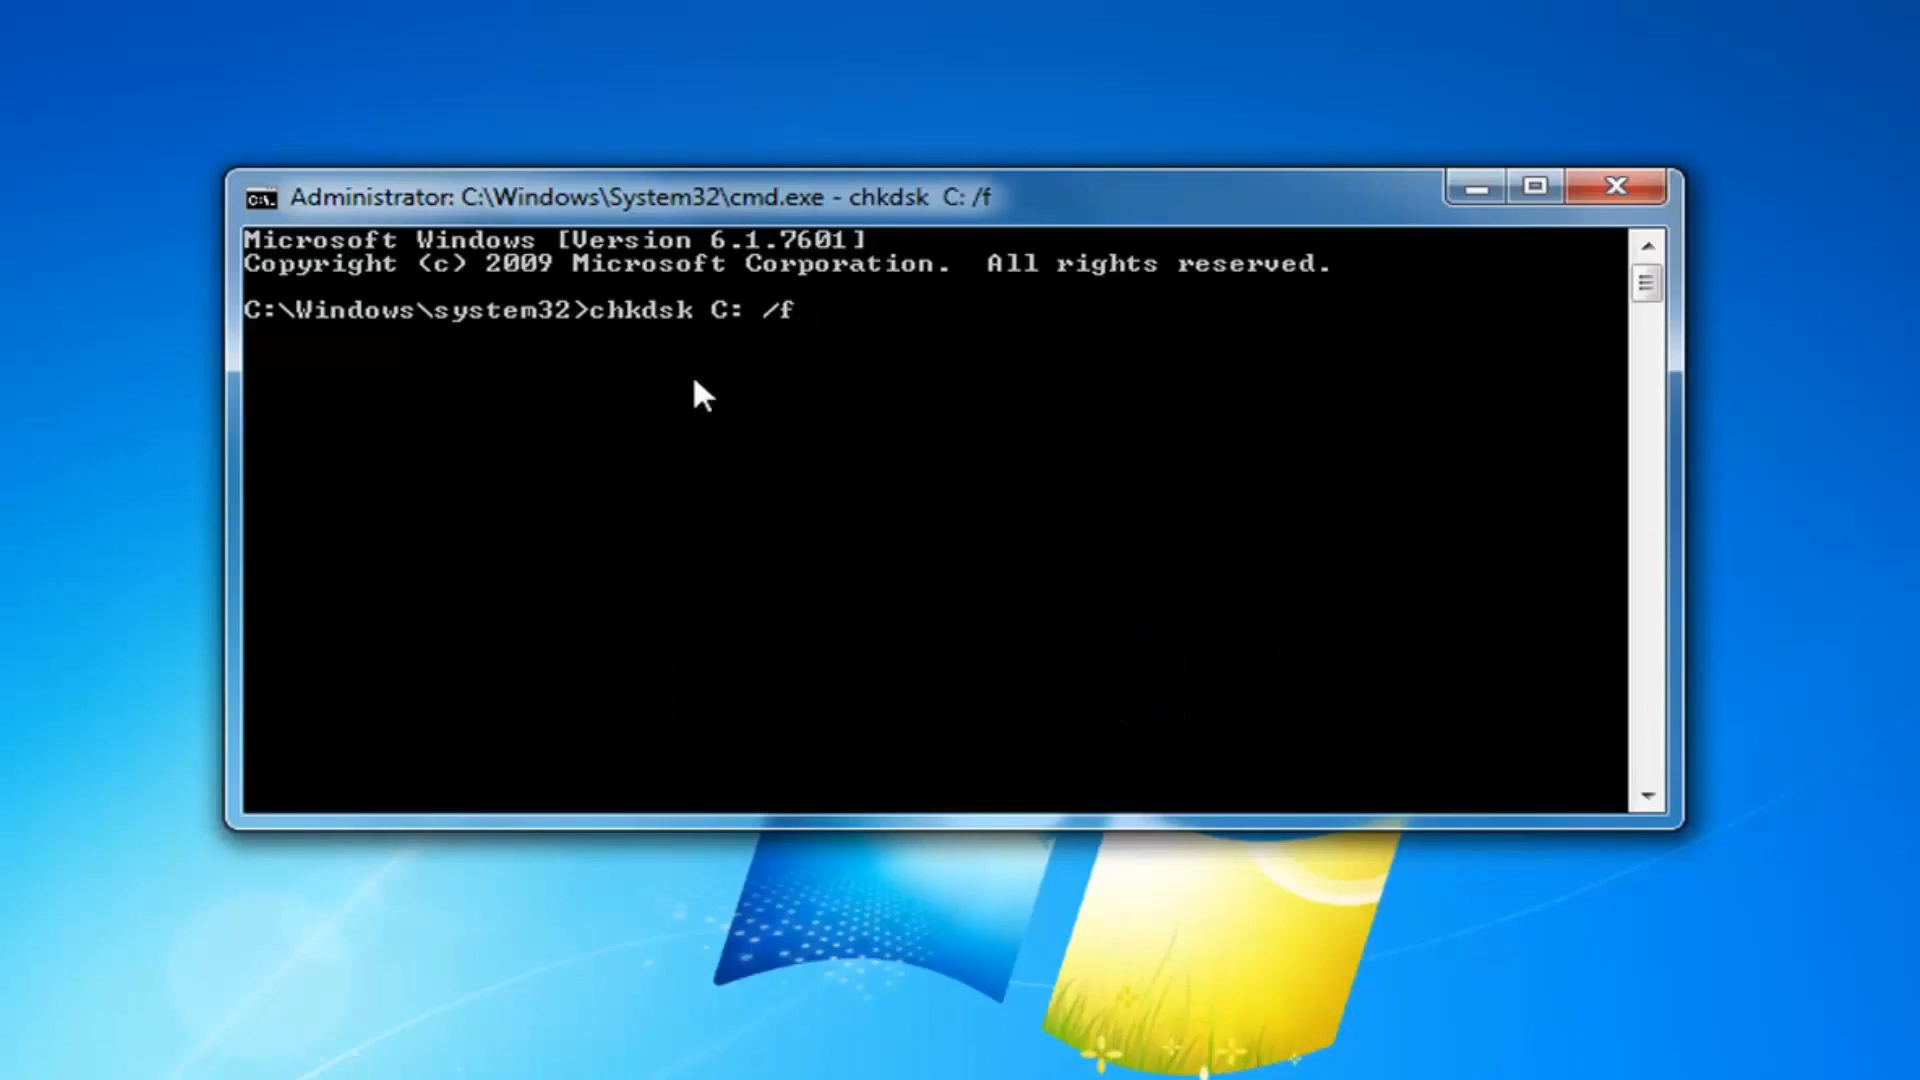 Administrator: C:\Windows\System32\cmd.exe - chkdsk  C: /f
Microsoft Windows [Version 6.1.7601]
Copyright (c) 2009 Microsoft Corporation.  All rights reserved.
C:\Windows\system32>chkdsk C: /f